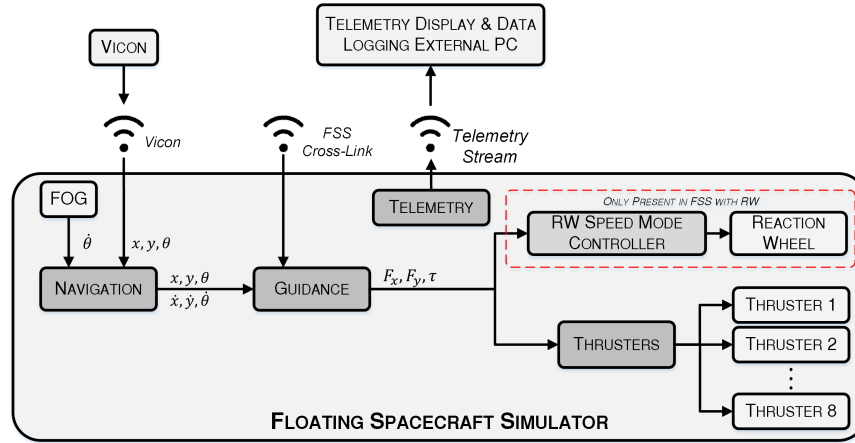 TELEMETRY DISPLAY & DATA
LOGGING EXTERNAL PC
VICON
Vicon
FSS
Cross-Link
Telemetry
Stream
FOG
θ̇
x, y, θ
TELEMETRY
ONLY PRESENT IN FSS WITH RW
RW SPEED MODE
CONTROLLER
REACTION
WHEEL
NAVIGATION
x, y, θ
ẋ, ẏ, θ̇
GUIDANCE
Fₓ, F_y, τ
THRUSTERS
THRUSTER 1
THRUSTER 2
THRUSTER 8
FLOATING SPACECRAFT SIMULATOR